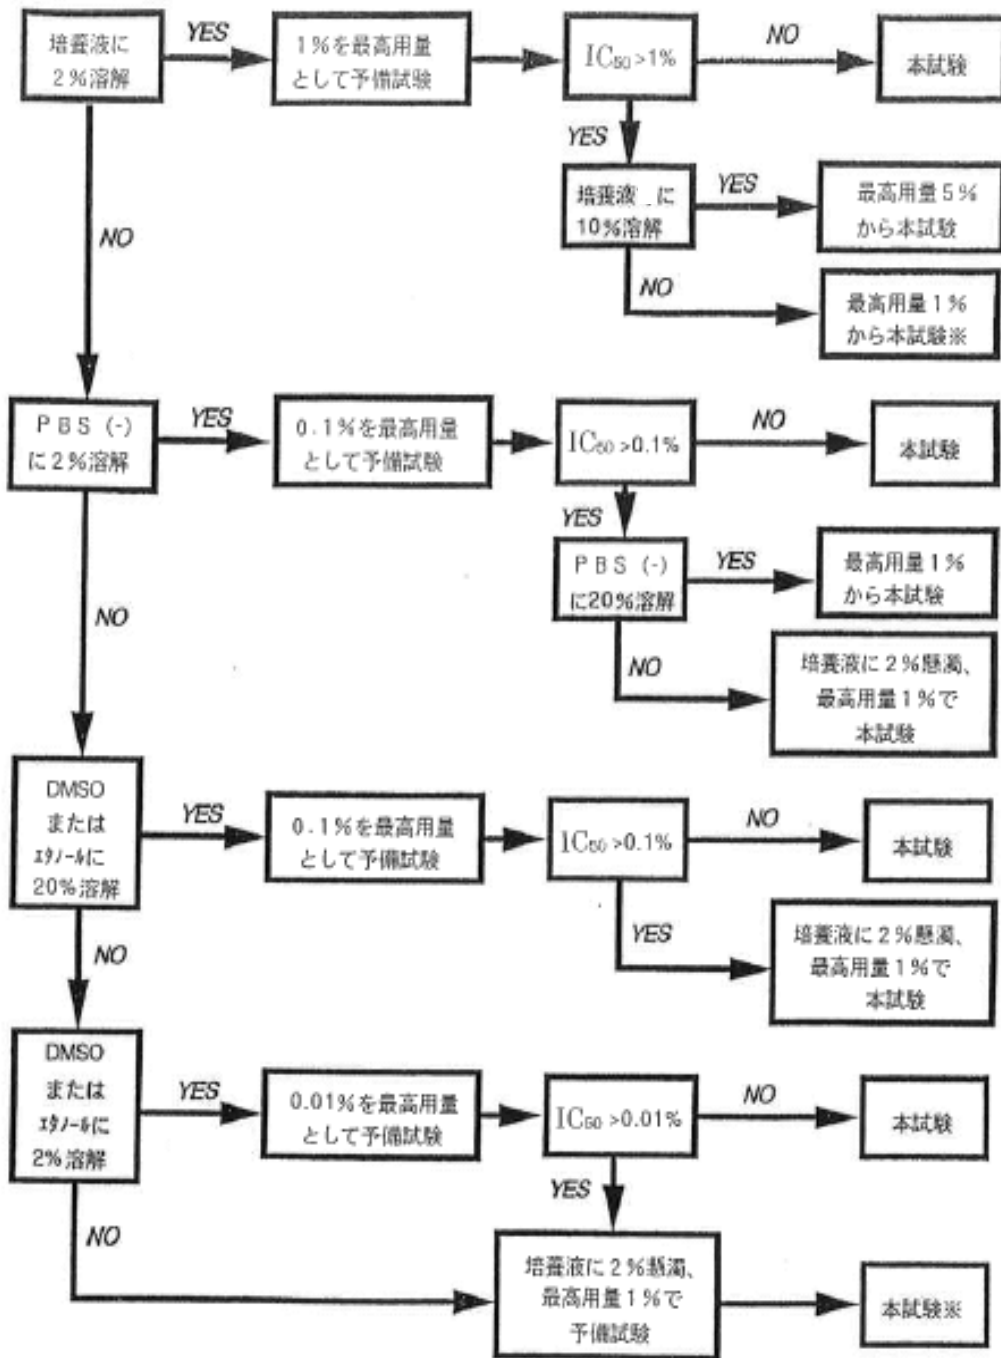 培養液に
2%溶解
YES
1%を最高用量
として予備試験
IC50>1%
NO
本試験
YES
培養液 に
10%溶解
YES
最高用量5%
から本試験
NO
最高用量1%
から本試験※
NO
PBS(-)
に2%溶解
YES
0.1%を最高用量
として予備試験
IC50>0.1%
NO
本試験
YES
PBS(-)
に20%溶解
YES
最高用量1%
から本試験
NO
培養液に2%懸濁、
最高用量1%で
本試験
NO
DMSO
または
エタノールに
20%溶解
YES
0.1%を最高用量
として予備試験
IC50>0.1%
NO
本試験
YES
培養液に2%懸濁、
最高用量1%で
本試験
NO
DMSO
または
エタノールに
2%溶解
YES
0.01%を最高用量
として予備試験
IC50>0.01%
NO
本試験
YES
NO
培養液に2%懸濁、
最高用量1%で
予備試験
本試験※